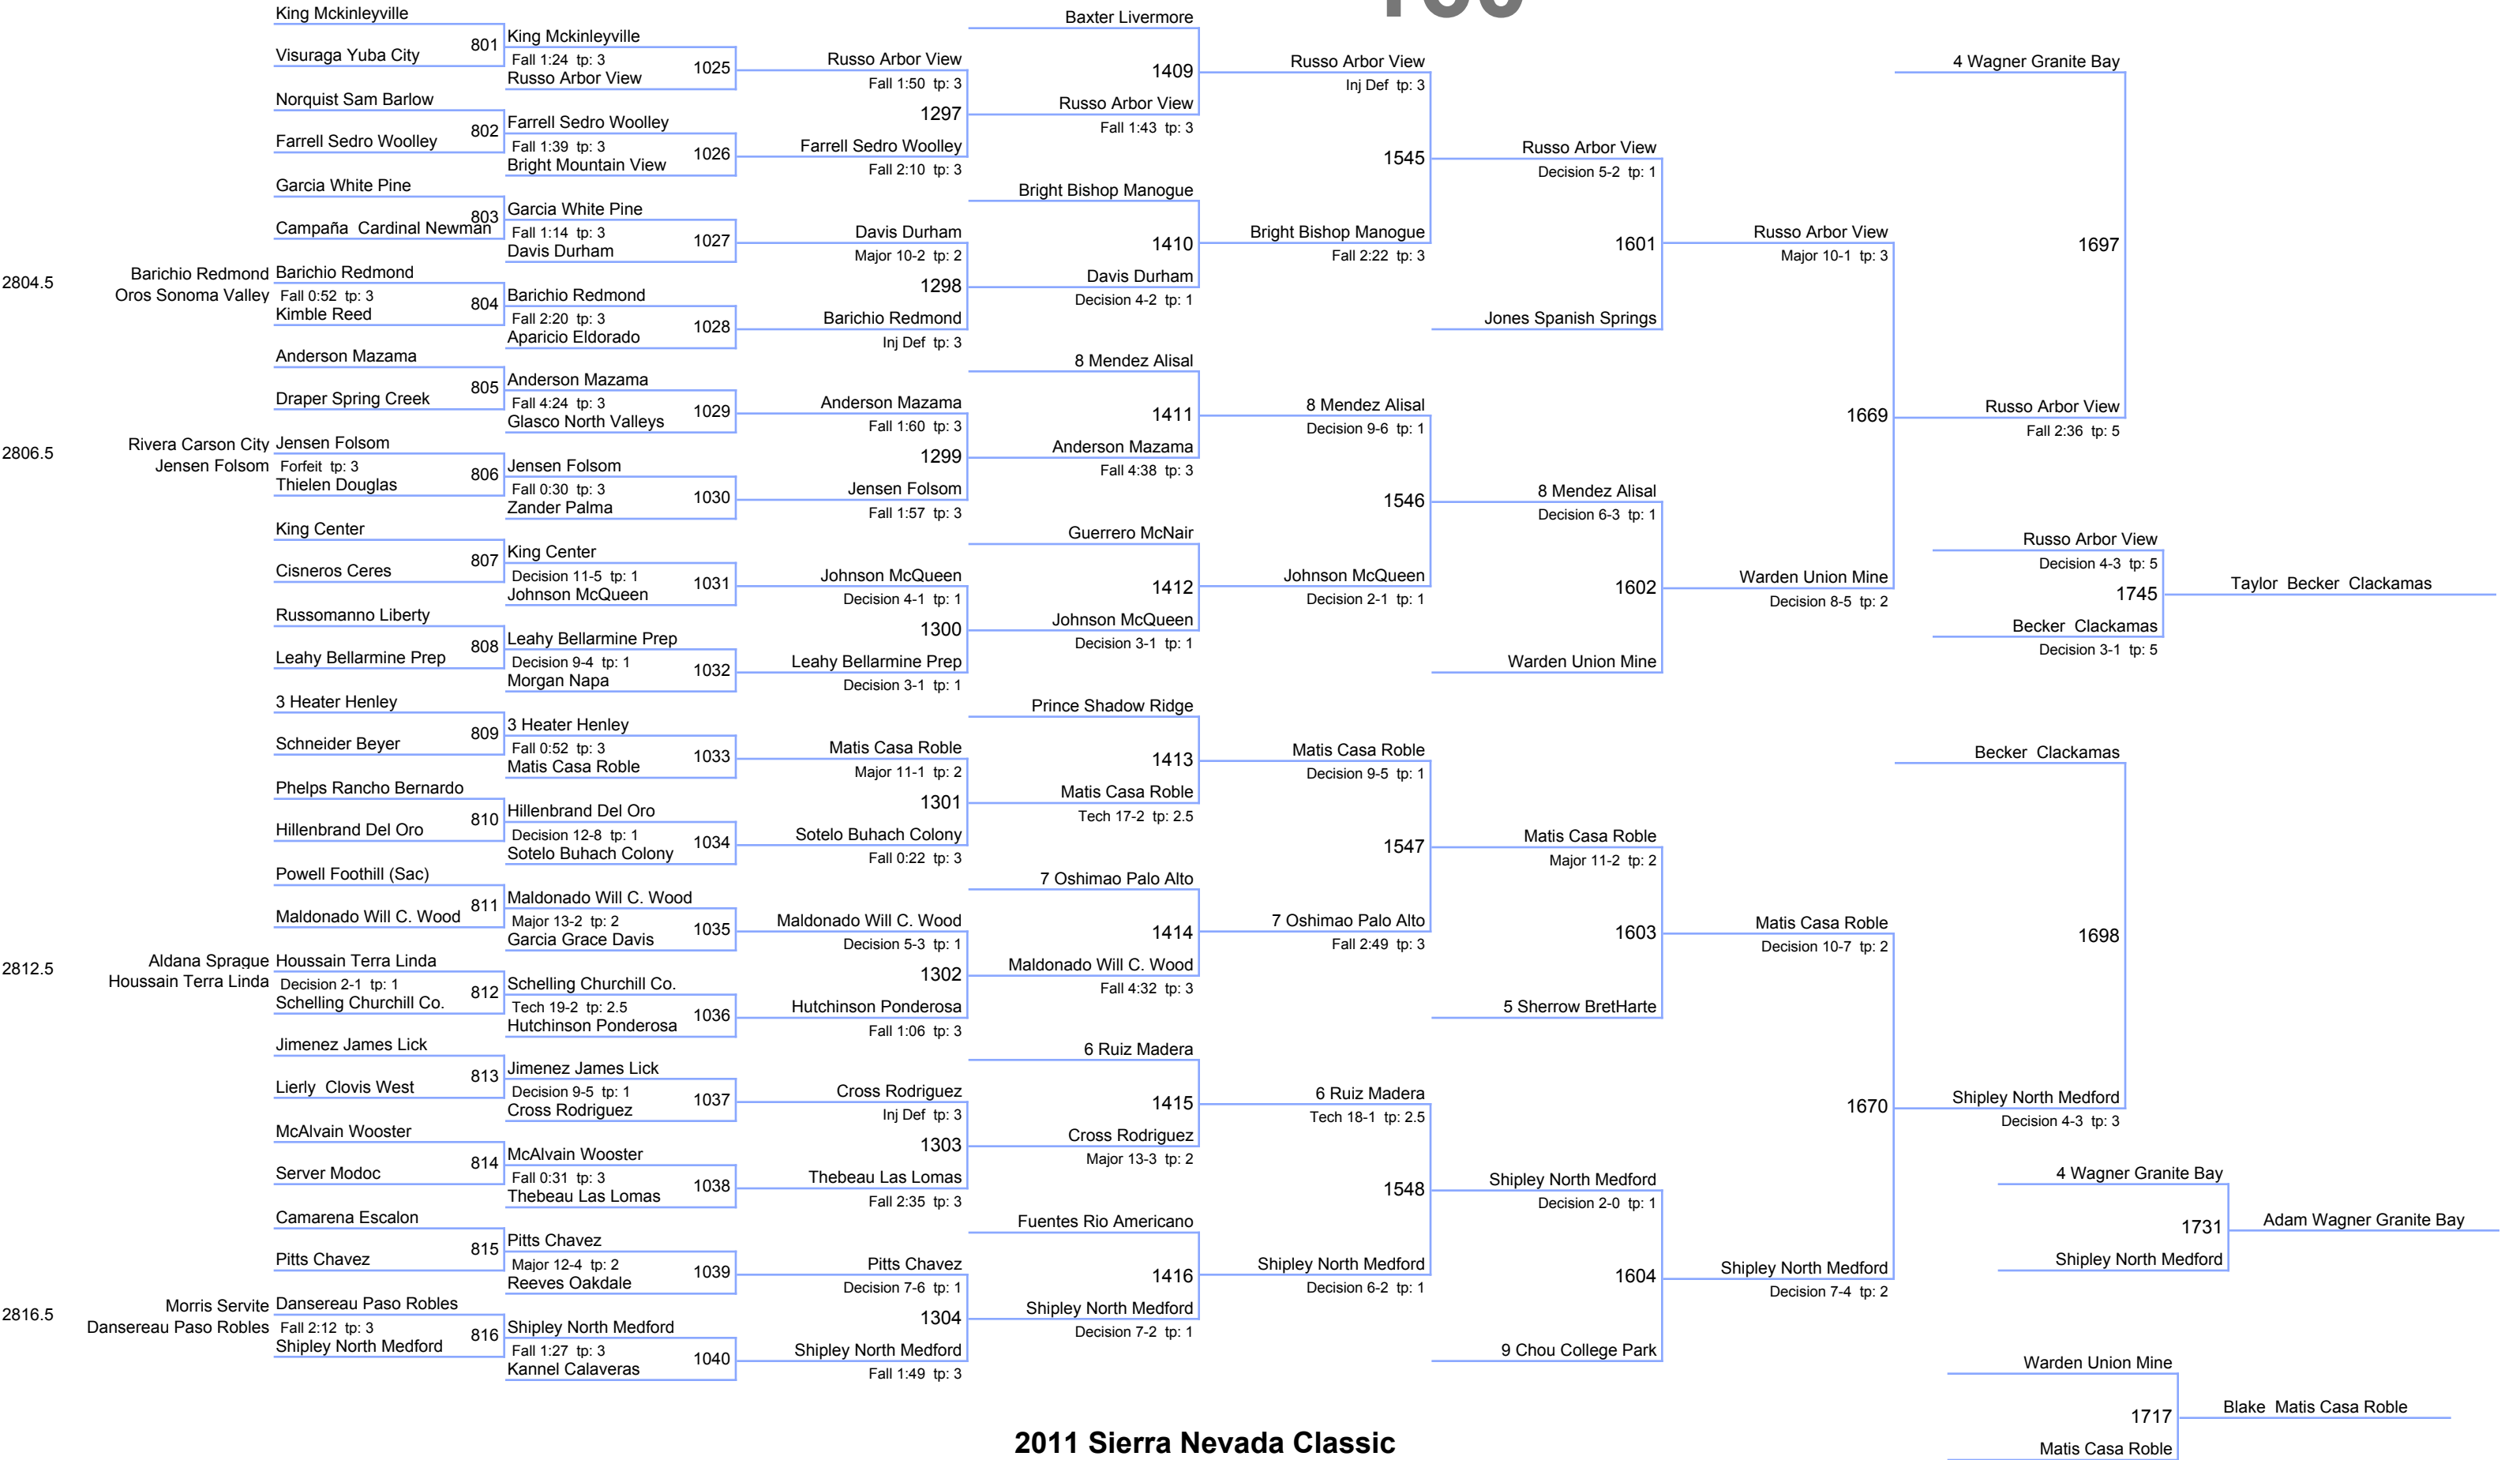 King Mckinleyville
801
Visuraga Yuba City
Norquist Sam Barlow
802
Farrell Sedro Woolley
Garcia White Pine
803
Campaña  Cardinal Newman
2804.5
Barichio Redmond
Oros Sonoma Valley
Barichio Redmond
Fall 0:52  tp: 3
804
Kimble Reed
Anderson Mazama
805
Draper Spring Creek
2806.5
Rivera Carson City
Jensen Folsom
Jensen Folsom
Forfeit  tp: 3
806
Thielen Douglas
King Center
807
Cisneros Ceres
Russomanno Liberty
808
Leahy Bellarmine Prep
3 Heater Henley
809
Schneider Beyer
Phelps Rancho Bernardo
810
Hillenbrand Del Oro
Powell Foothill (Sac)
811
Maldonado Will C. Wood
2812.5
Aldana Sprague
Houssain Terra Linda
Houssain Terra Linda
Decision 2-1  tp: 1
812
Schelling Churchill Co.
Jimenez James Lick
813
Lierly  Clovis West
McAlvain Wooster
814
Server Modoc
Camarena Escalon
815
Pitts Chavez
2816.5
Morris Servite
Dansereau Paso Robles
Dansereau Paso Robles
Fall 2:12  tp: 3
816
Shipley North Medford
King Mckinleyville
Fall 1:24  tp: 3
1025
Russo Arbor View
Farrell Sedro Woolley
Fall 1:39  tp: 3
1026
Bright Mountain View
Garcia White Pine
Fall 1:14  tp: 3
1027
Davis Durham
Barichio Redmond
Fall 2:20  tp: 3
1028
Aparicio Eldorado
Anderson Mazama
Fall 4:24  tp: 3
1029
Glasco North Valleys
Jensen Folsom
Fall 0:30  tp: 3
1030
Zander Palma
King Center
Decision 11-5  tp: 1
1031
Johnson McQueen
Leahy Bellarmine Prep
Decision 9-4  tp: 1
1032
Morgan Napa
3 Heater Henley
Fall 0:52  tp: 3
1033
Matis Casa Roble
Hillenbrand Del Oro
Decision 12-8  tp: 1
1034
Sotelo Buhach Colony
Maldonado Will C. Wood
Major 13-2  tp: 2
1035
Garcia Grace Davis
Schelling Churchill Co.
Tech 19-2  tp: 2.5
1036
Hutchinson Ponderosa
Jimenez James Lick
Decision 9-5  tp: 1
1037
Cross Rodriguez
McAlvain Wooster
Fall 0:31  tp: 3
1038
Thebeau Las Lomas
Pitts Chavez
Major 12-4  tp: 2
1039
Reeves Oakdale
Shipley North Medford
Fall 1:27  tp: 3
1040
Kannel Calaveras
Russo Arbor View
Fall 1:50  tp: 3
1297
Farrell Sedro Woolley
Fall 2:10  tp: 3
Davis Durham
Major 10-2  tp: 2
1298
Barichio Redmond
Inj Def  tp: 3
Anderson Mazama
Fall 1:60  tp: 3
1299
Jensen Folsom
Fall 1:57  tp: 3
Johnson McQueen
Decision 4-1  tp: 1
1300
Leahy Bellarmine Prep
Decision 3-1  tp: 1
Matis Casa Roble
Major 11-1  tp: 2
1301
Sotelo Buhach Colony
Fall 0:22  tp: 3
Maldonado Will C. Wood
Decision 5-3  tp: 1
1302
Hutchinson Ponderosa
Fall 1:06  tp: 3
Cross Rodriguez
Inj Def  tp: 3
1303
Thebeau Las Lomas
Fall 2:35  tp: 3
Pitts Chavez
Decision 7-6  tp: 1
1304
Shipley North Medford
Fall 1:49  tp: 3
Baxter Livermore
1409
Russo Arbor View
Fall 1:43  tp: 3
Bright Bishop Manogue
1410
Davis Durham
Decision 4-2  tp: 1
8 Mendez Alisal
1411
Anderson Mazama
Fall 4:38  tp: 3
Guerrero McNair
1412
Johnson McQueen
Decision 3-1  tp: 1
Prince Shadow Ridge
1413
Matis Casa Roble
Tech 17-2  tp: 2.5
7 Oshimao Palo Alto
1414
Maldonado Will C. Wood
Fall 4:32  tp: 3
6 Ruiz Madera
1415
Cross Rodriguez
Major 13-3  tp: 2
Fuentes Rio Americano
1416
Shipley North Medford
Decision 7-2  tp: 1
Russo Arbor View
Inj Def  tp: 3
1545
Bright Bishop Manogue
Fall 2:22  tp: 3
8 Mendez Alisal
Decision 9-6  tp: 1
1546
Johnson McQueen
Decision 2-1  tp: 1
Matis Casa Roble
Decision 9-5  tp: 1
1547
7 Oshimao Palo Alto
Fall 2:49  tp: 3
6 Ruiz Madera
Tech 18-1  tp: 2.5
1548
Shipley North Medford
Decision 6-2  tp: 1
Russo Arbor View
Decision 5-2  tp: 1
1601
Jones Spanish Springs
8 Mendez Alisal
Decision 6-3  tp: 1
1602
Warden Union Mine
Matis Casa Roble
Major 11-2  tp: 2
1603
5 Sherrow BretHarte
Shipley North Medford
Decision 2-0  tp: 1
1604
9 Chou College Park
Russo Arbor View
Major 10-1  tp: 3
1669
Warden Union Mine
Decision 8-5  tp: 2
Matis Casa Roble
Decision 10-7  tp: 2
1670
Shipley North Medford
Decision 7-4  tp: 2
4 Wagner Granite Bay
1697
Russo Arbor View
Fall 2:36  tp: 5
Russo Arbor View
Decision 4-3  tp: 5
1745
Taylor  Becker  Clackamas
Becker  Clackamas
Decision 3-1  tp: 5
Becker  Clackamas
1698
Shipley North Medford
Decision 4-3  tp: 3
4 Wagner Granite Bay
1731
Adam Wagner Granite Bay
Shipley North Medford
Warden Union Mine
1717
Blake  Matis Casa Roble
Matis Casa Roble
2011 Sierra Nevada Classic